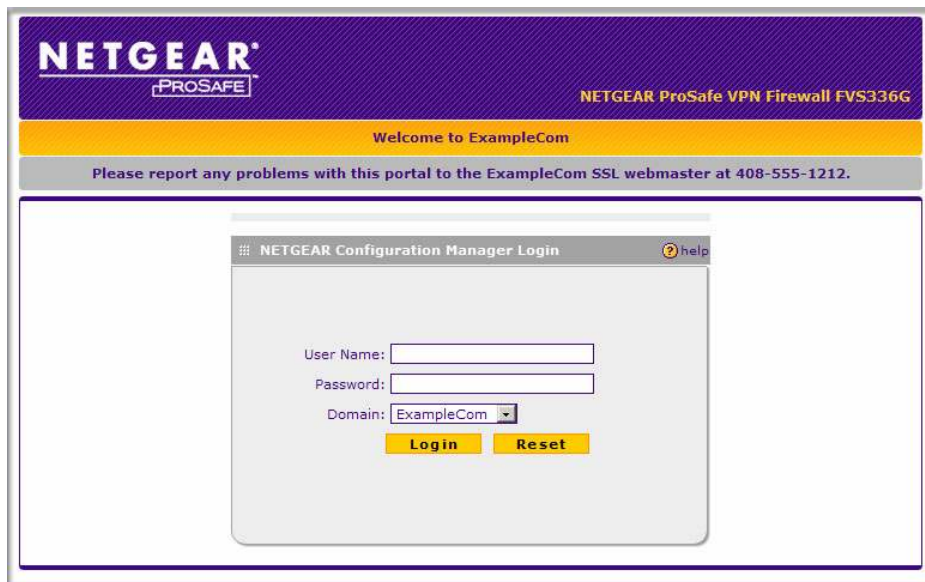 NETGEAR®
PROSAFE
NETGEAR ProSafe VPN Firewall FVS336G
Welcome to ExampleCom
Please report any problems with this portal to the ExampleCom SSL webmaster at 408-555-1212.
NETGEAR Configuration Manager Login
? help
User Name:
Password:
Domain: ExampleCom
Login Reset